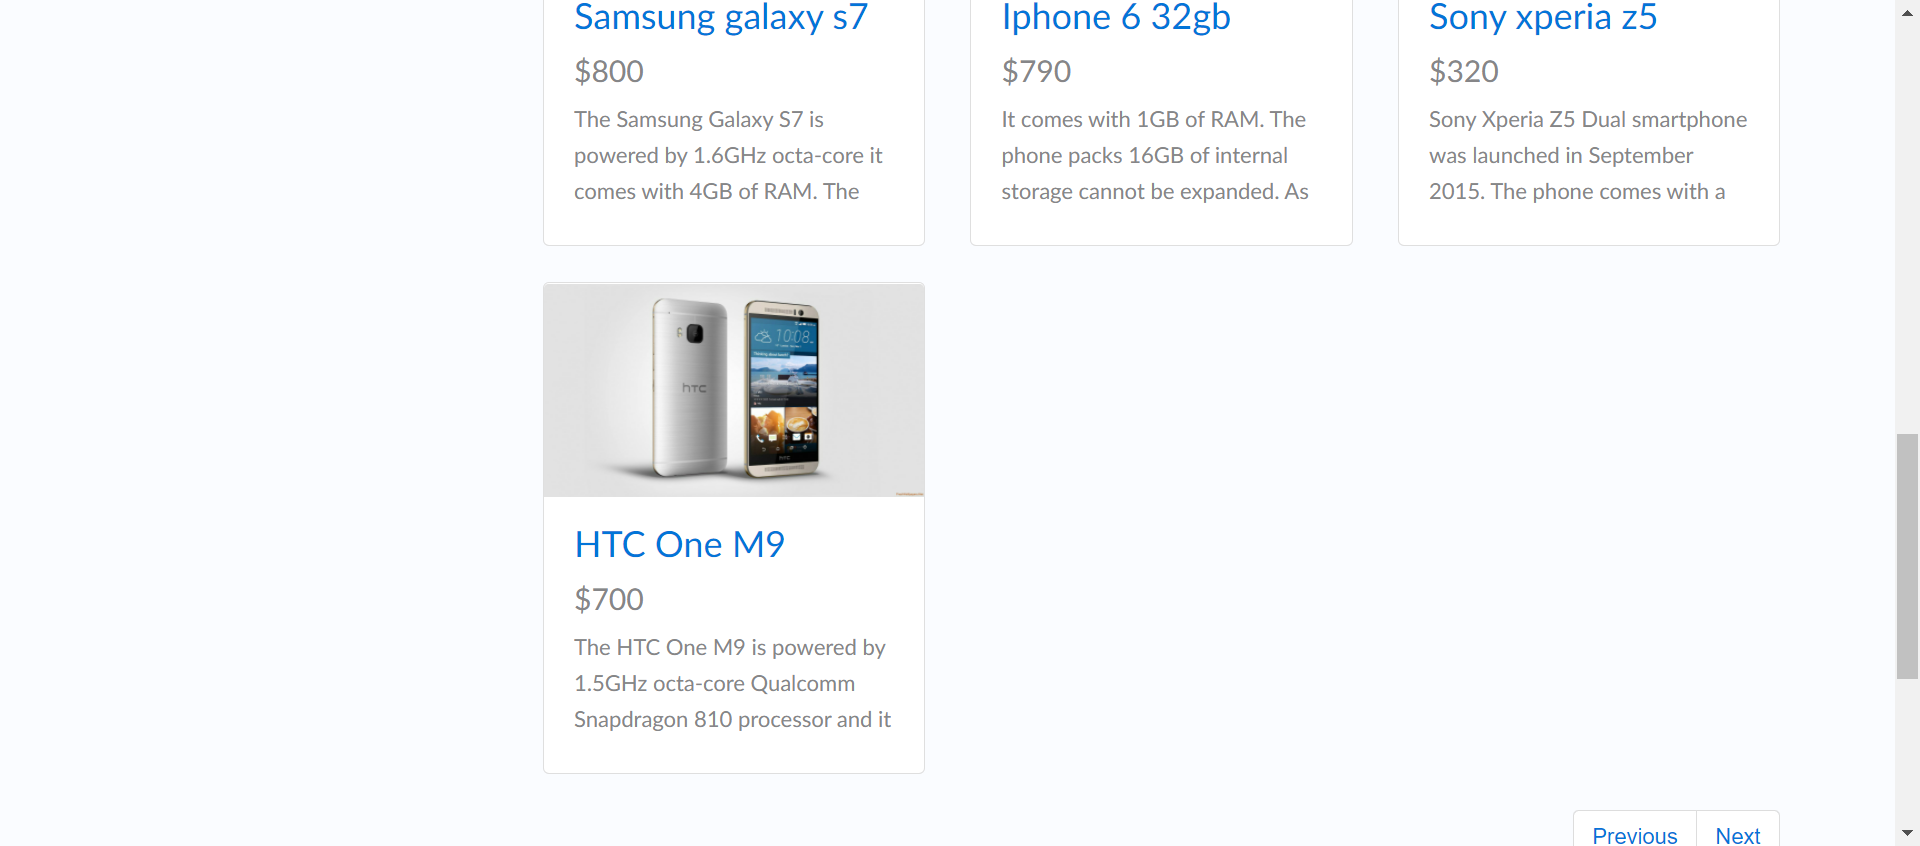 Samsung galaxy s7
$800
The Samsung Galaxy S7 is
powered by 1.6GHz octa-core it
comes with 4GB of RAM. The
Iphone 6 32gb
$790
It comes with 1GB of RAM. The
phone packs 16GB of internal
storage cannot be expanded. As
Sony xperia z5
$320
Sony Xperia Z5 Dual smartphone
was launched in September
2015. The phone comes with a
hTC
10:08
HTC One M9
$700
The HTC One M9 is powered by
1.5GHz octa-core Qualcomm
Snapdragon 810 processor and it
Previous
Next